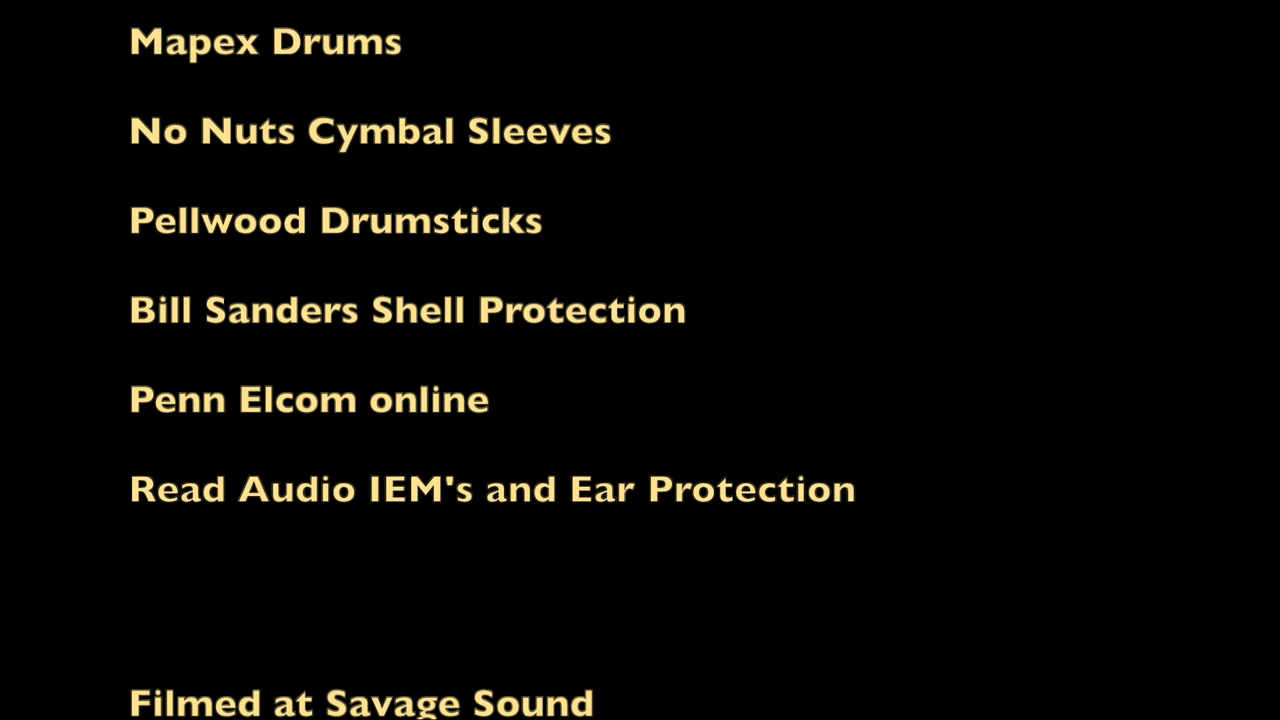 Mapex Drums
No Nuts Cymbal Sleeves
Pellwood Drumsticks
Bill Sanders Shell Protection
Penn Elcom online
Read Audio IEM's and Ear Protection
Filmed at Savage Sound